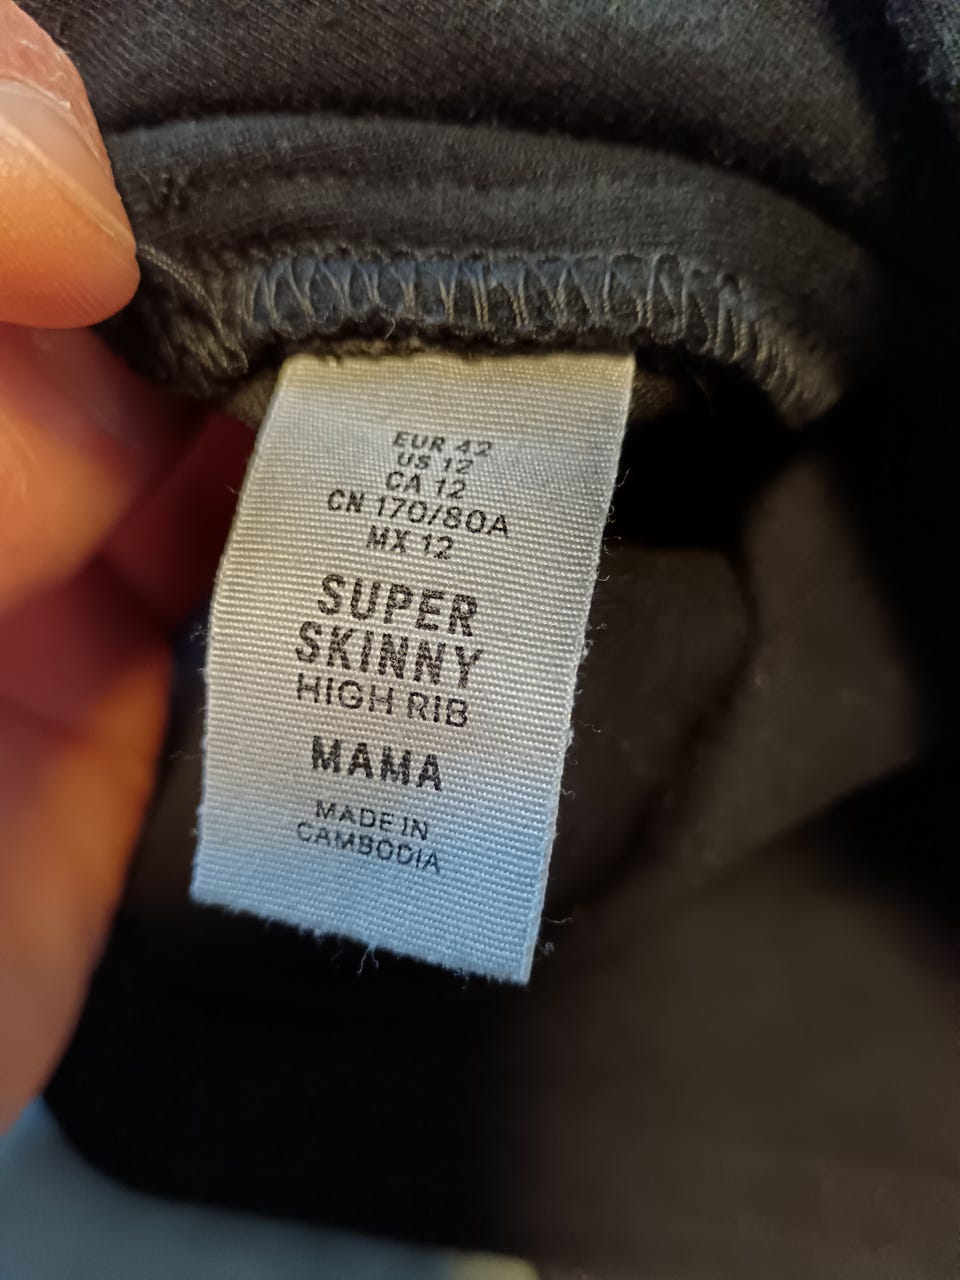 EUR 42
US 12
CA 12
CN 170/80A
MX 12
SUPER
SKINNY
HIGH RIB
MAMA
MADE IN
CAMBODIA